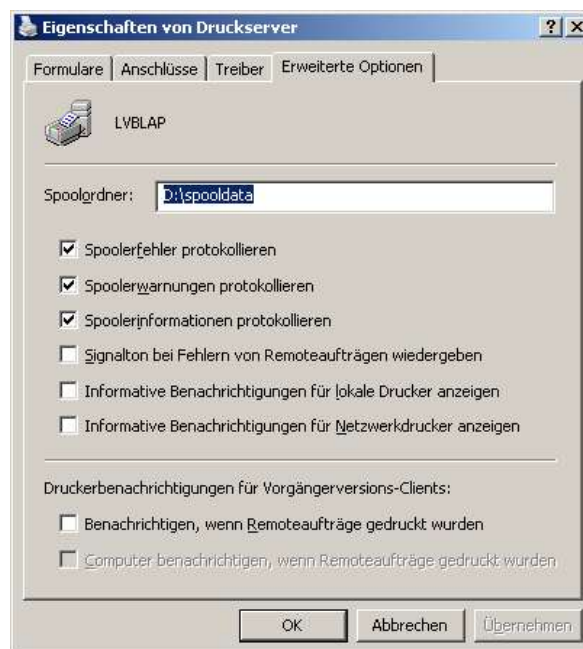 Eigenschaften von Druckserver
Formulare Anschlüsse Treiber Erweiterte Optionen
LVBLAP
Spoolordner: D:\spooldata
Spoolerfehler protokollieren
Spoolerwarnungen protokollieren
Spoolerinformationen protokollieren
Signalton bei Fehlern von Remoteaufträgen wiedergeben
Informative Benachrichtigungen für lokale Drucker anzeigen
Informative Benachrichtigungen für Netzwerkdrucker anzeigen
Druckerbenachrichtigungen für Vorgängerversions-Clients:
Benachrichtigen, wenn Remoteaufträge gedruckt wurden
Computer benachrichtigen, wenn Remoteaufträge gedruckt wurden
OK Abbrechen Übernehmen